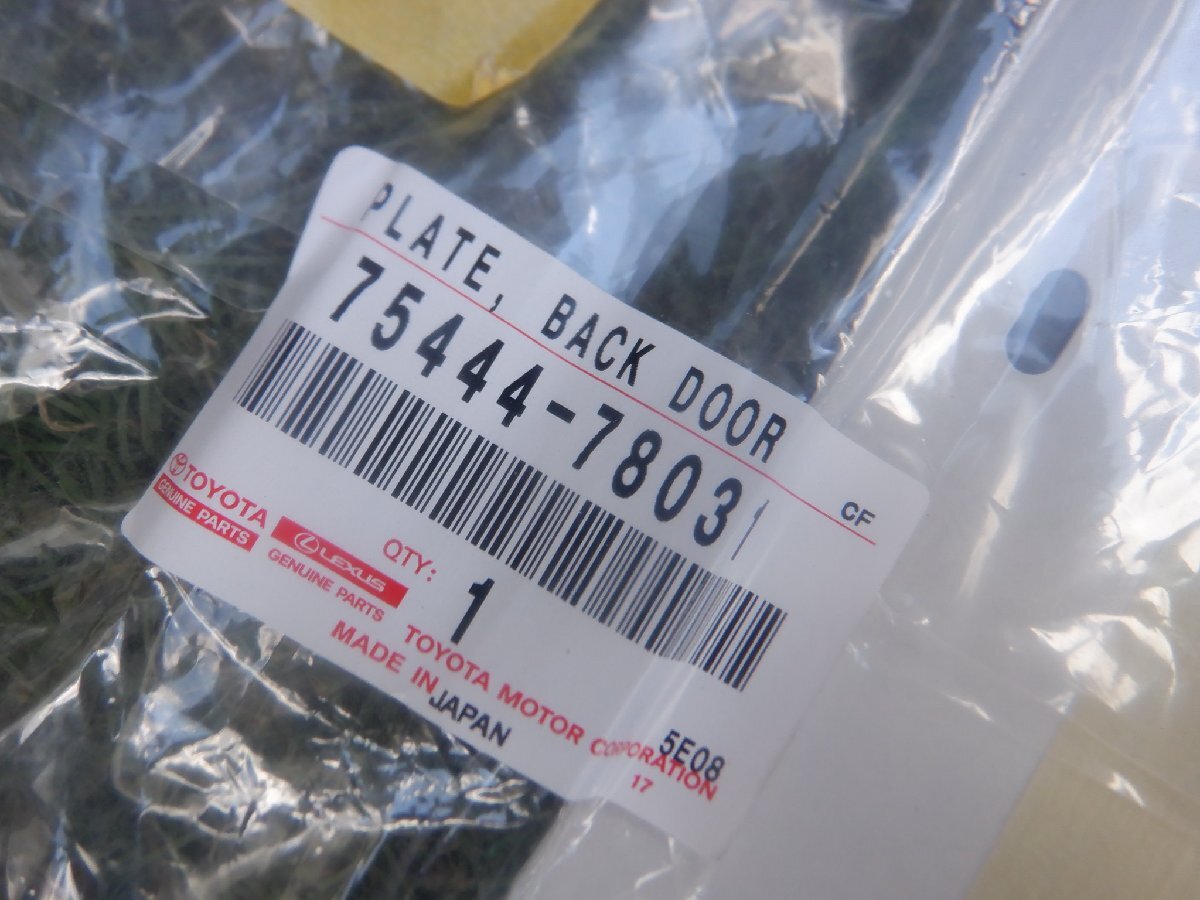 PLATE, BACK DOOR
75444-78031
CF
TOYOTA
GENUINE PARTS
LEXUS
GENUINE PARTS
QTY:
1
TOYOTA MOTOR CORPORATION
MADE IN JAPAN
5E08
17